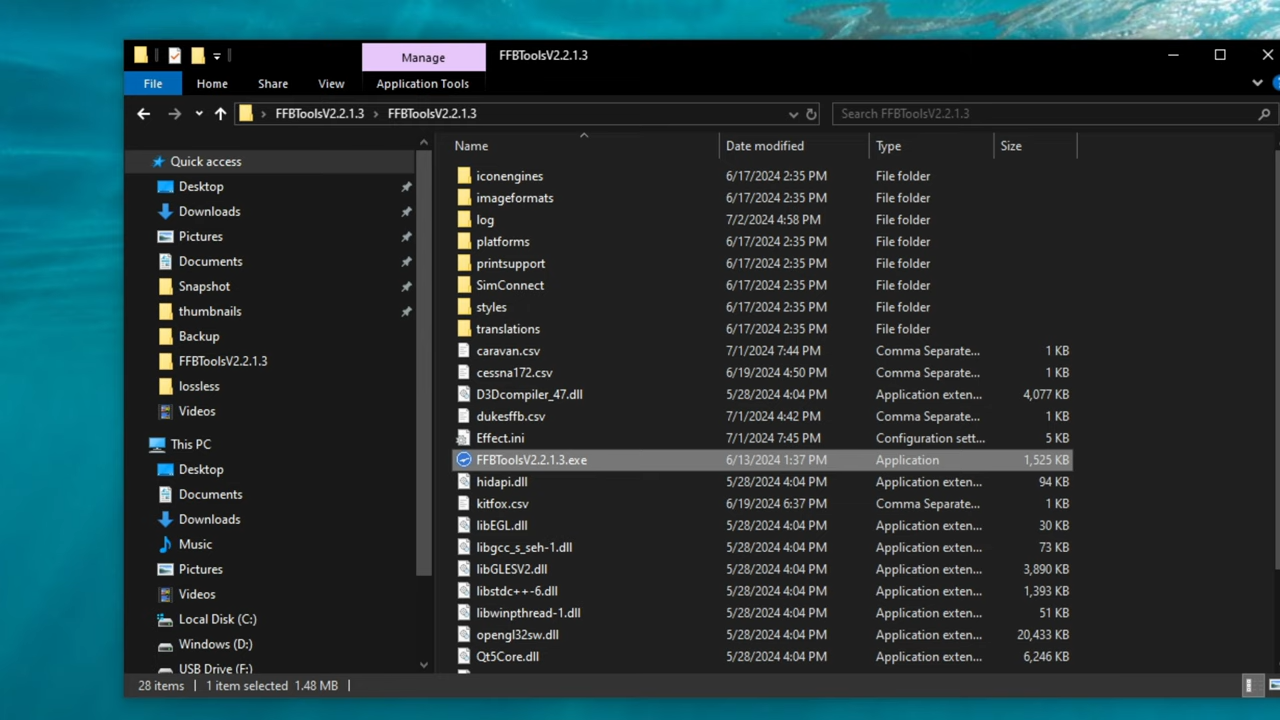 Manage
FFBToolsV2.2.1.3
File
Home
Share
View
Application Tools
FFBToolsV2.2.1.3
FFBToolsV2.2.1.3
Search FFBToolsV2.2.1.3
Quick access
Desktop
Downloads
Pictures
Documents
Snapshot
thumbnails
Backup
FFBToolsV2.2.1.3
lossless
Videos
This PC
Desktop
Documents
Downloads
Music
Pictures
Videos
Local Disk (C:)
Windows (D:)
USB Drive (F:)
Name Date modified Type Size
iconengines 6/17/2024 2:35 PM File folder
imageformats 6/17/2024 2:35 PM File folder
log 7/2/2024 4:58 PM File folder
platforms 6/17/2024 2:35 PM File folder
printsupport 6/17/2024 2:35 PM File folder
SimConnect 6/17/2024 2:35 PM File folder
styles 6/17/2024 2:35 PM File folder
translations 6/17/2024 2:35 PM File folder
caravan.csv 7/1/2024 7:44 PM Comma Separate... 1 KB
cessna172.csv 6/19/2024 4:50 PM Comma Separate... 1 KB
D3Dcompiler_47.dll 5/28/2024 4:04 PM Application exten... 4,077 KB
dukesffb.csv 7/1/2024 4:42 PM Comma Separate... 1 KB
Effect.ini 7/1/2024 7:45 PM Configuration sett... 5 KB
FFBToolsV2.2.1.3.exe 6/13/2024 1:37 PM Application 1,525 KB
hidapi.dll 5/28/2024 4:04 PM Application exten... 94 KB
kitfox.csv 6/19/2024 6:37 PM Comma Separate... 1 KB
libEGL.dll 5/28/2024 4:04 PM Application exten... 30 KB
libgcc_s_seh-1.dll 5/28/2024 4:04 PM Application exten... 73 KB
libGLESV2.dll 5/28/2024 4:04 PM Application exten... 3,890 KB
libstdc++-6.dll 5/28/2024 4:04 PM Application exten... 1,393 KB
libwinpthread-1.dll 5/28/2024 4:04 PM Application exten... 51 KB
opengl32sw.dll 5/28/2024 4:04 PM Application exten... 20,433 KB
Qt5Core.dll 5/28/2024 4:04 PM Application exten... 6,246 KB
28 items 1 item selected 1.48 MB